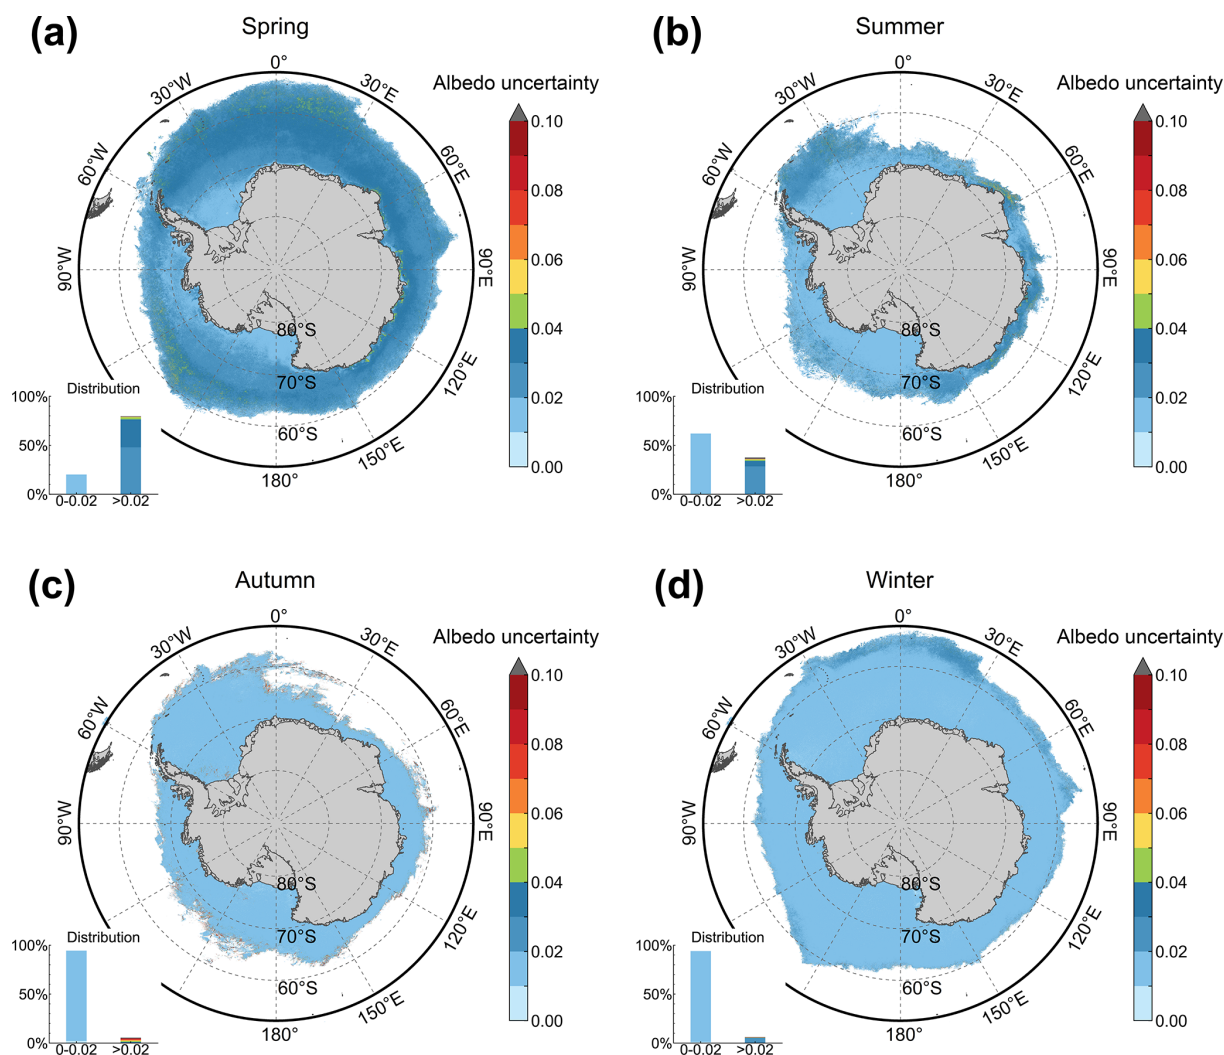 (a)
Spring
Albedo uncertainty
0°
30°E
60°E
90°E
120°E
150°E
180°
90°W
60°W
30°W
80°S
70°S
60°S
0.10
0.08
0.06
0.04
0.02
0.00
Distribution
100%
50%
0%
0-0.02
>0.02
(b)
Summer
Albedo uncertainty
0°
30°E
60°E
90°E
120°E
150°E
180°
90°W
60°W
30°W
80°S
70°S
60°S
0.10
0.08
0.06
0.04
0.02
0.00
Distribution
100%
50%
0%
0-0.02
>0.02
(c)
Autumn
Albedo uncertainty
0°
30°E
60°E
90°E
120°E
150°E
180°
90°W
60°W
30°W
80°S
70°S
60°S
0.10
0.08
0.06
0.04
0.02
0.00
Distribution
100%
50%
0%
0-0.02
>0.02
(d)
Winter
Albedo uncertainty
0°
30°E
60°E
90°E
120°E
150°E
180°
90°W
60°W
30°W
80°S
70°S
60°S
0.10
0.08
0.06
0.04
0.02
0.00
Distribution
100%
50%
0%
0-0.02
>0.02